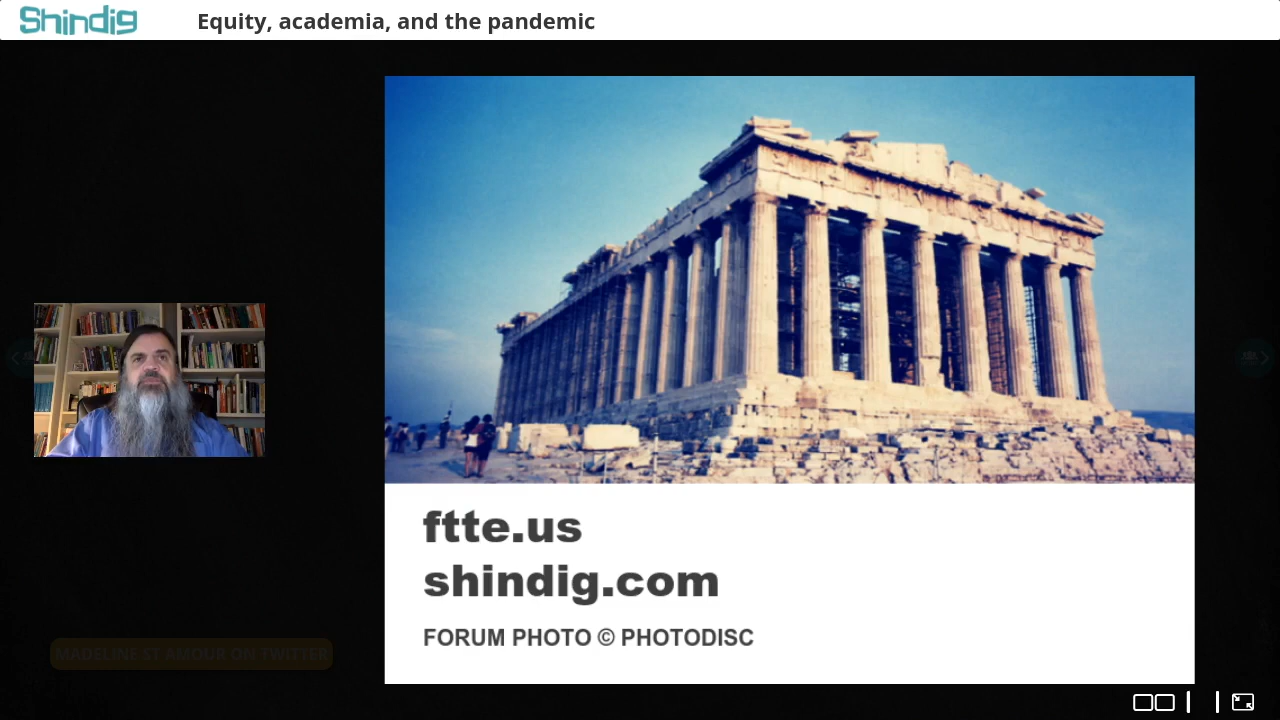 Shindig
Equity, academia, and the pandemic
ftte.us
shindig.com
FORUM PHOTO © PHOTODISC
MADELINE ST AMOUR ON TWITTER